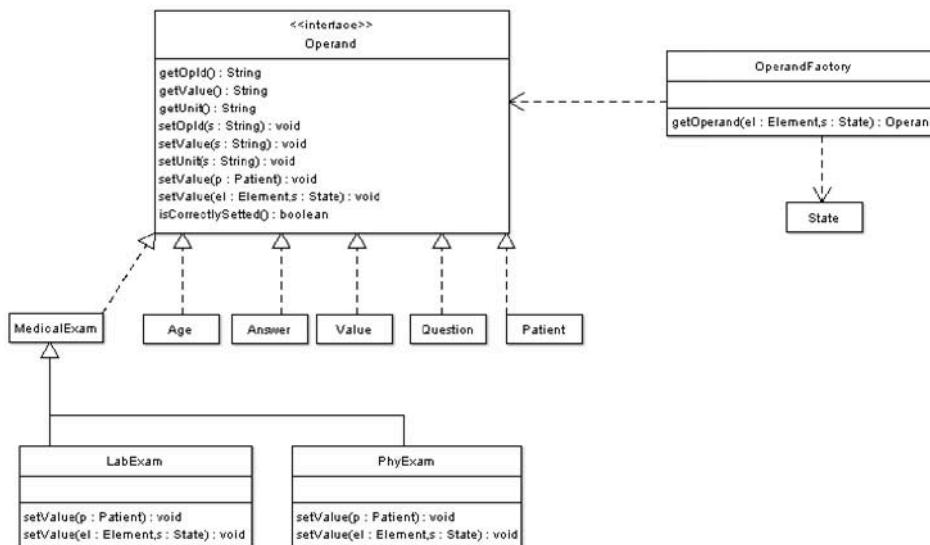 <<interface>>
Operand
getOpId() : String
getValue() : String
getUnit() : String
setOpId(s : String) : void
setValue(s : String) : void
setUnit(s : String) : void
setValue(p : Patient) : void
setValue(el : Element,s : State) : void
isCorrectlySetted() : boolean
OperandFactory
getOperand(el : Element,s : State) : Operan
State
MedicalExam
Age
Answer
Value
Question
Patient
LabExam
setValue(p : Patient) : void
setValue(el : Element,s : State) : void
PhyExam
setValue(p : Patient) : void
setValue(el : Element,s : State) : void